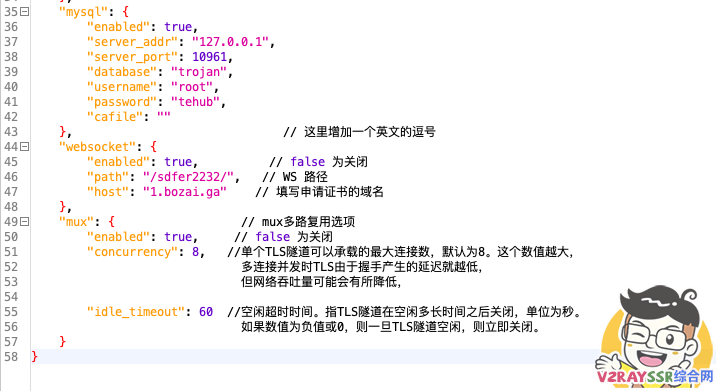 35 "mysql": {
36 "enabled": true,
37 "server_addr": "127.0.0.1",
38 "server_port": 10961,
39 "database": "trojan",
40 "username": "root",
41 "password": "tehub",
42 "cafile": ""
43 }, // 这里增加一个英文的逗号
44 "websocket": {
45 "enabled": true, // false 为关闭
46 "path": "/sdfer2232/", // WS 路径
47 "host": "1.bozai.ga" // 填写申请证书的域名
48 },
49 "mux": { // mux多路复用选项
50 "enabled": true, // false 为关闭
51 "concurrency": 8, //单个TLS隧道可以承载的最大连接数，默认为8。这个数值越大，
52 多连接并发时TLS由于握手产生的延迟就越低，
53 但网络吞吐量可能会有所降低，
54
55 "idle_timeout": 60 //空闲超时时间。指TLS隧道在空闲多长时间之后关闭，单位为秒。
56 如果数值为负值或0，则一旦TLS隧道空闲，则立即关闭。
57 }
58 }
V2RAYSSR综合网